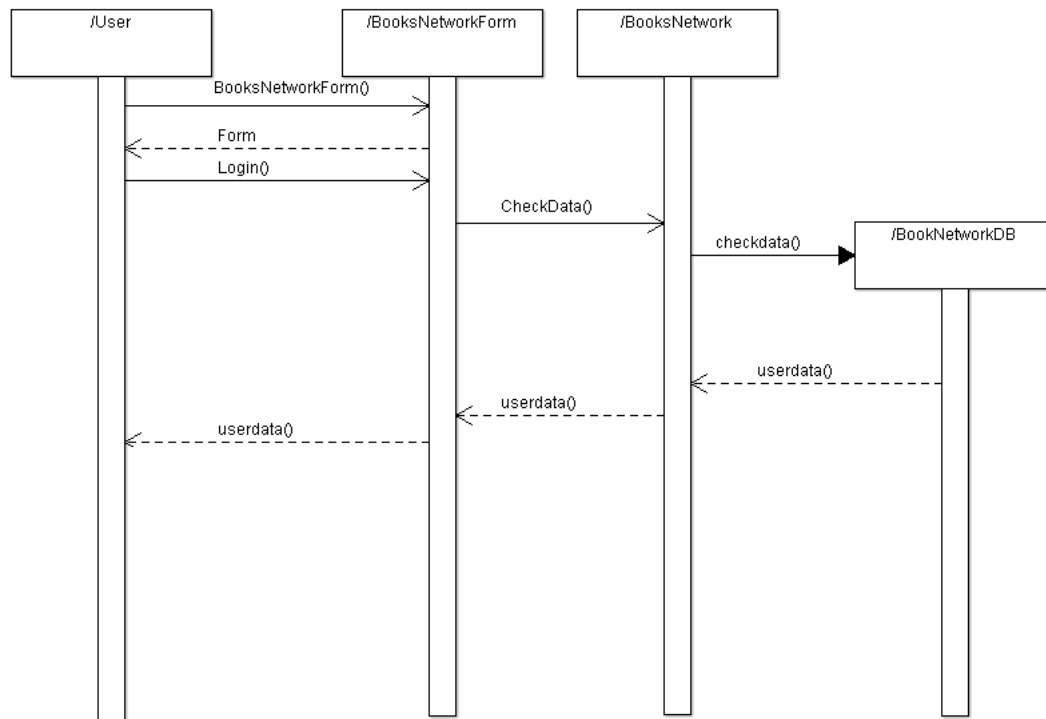 /User
/BooksNetworkForm
/BooksNetwork
BooksNetworkForm()
Form
Login()
CheckData()
/BookNetworkDB
checkdata()
userdata()
userdata()
userdata()